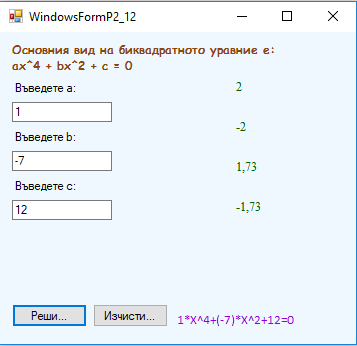 WindowsFormP2_12
Основния вид на биквадратното уравние е:
ax^4 + bx^2 + c = 0
Въведете a:
2
1
-2
Въведете b:
-7
1,73
Въведете c:
12
-1,73
Реши...
Изчисти...
1*X^4+(-7)*X^2+12=0